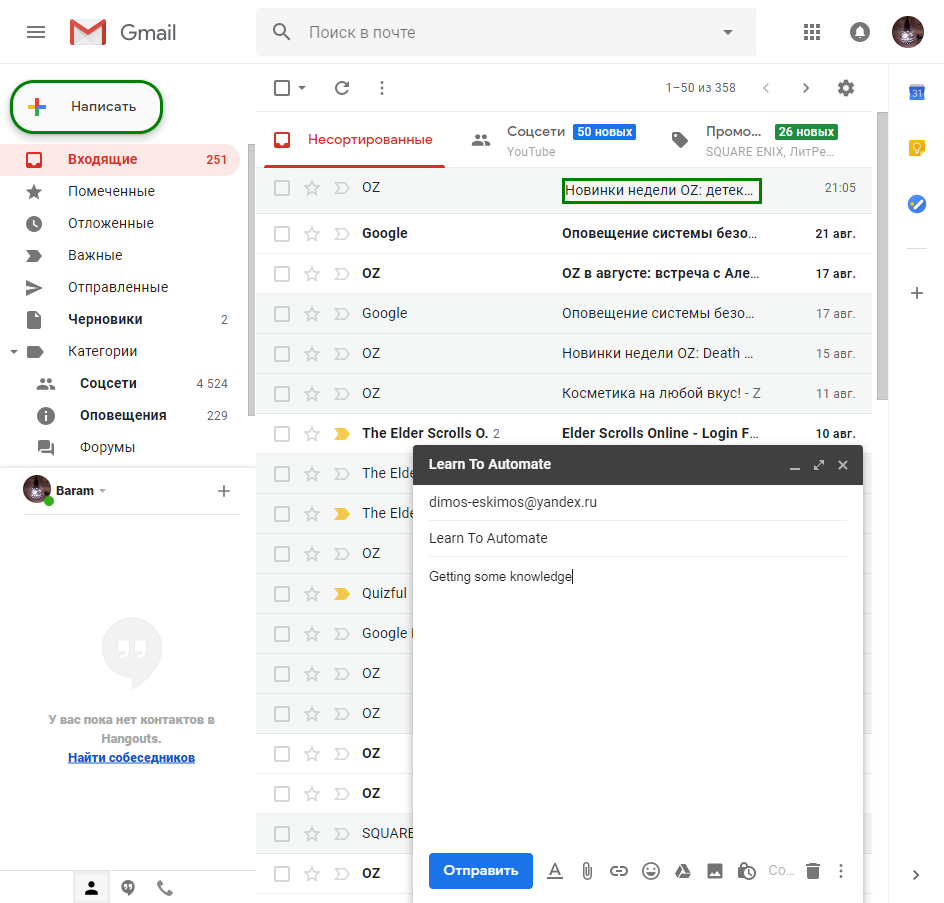 Gmail
Поиск в почте
Написать
1–50 из 358
31
Входящие 251
Помеченные
Отложенные
Важные
Отправленные
Черновики 2
Категории
Соцсети 4 524
Оповещения 229
Форумы
Несортированные
Соцсети 50 новых
YouTube
Промо... 26 новых
SQUARE ENIX, ЛитРе...
OZ Новинки недели OZ: детек... 21:05
Google Оповещение системы безо... 21 авг.
OZ OZ в августе: встреча с Але... 17 авг.
Google Оповещение системы безо... 17 авг.
OZ Новинки недели OZ: Death ... 15 авг.
OZ Косметика на любой вкус! - Z 11 авг.
The Elder Scrolls O. 2 Elder Scrolls Online - Login F... 10 авг.
The Elde
The Elde
OZ
Quizful
Google
OZ
OZ
OZ
OZ
SQUARE
OZ
Baram
У вас пока нет контактов в
Hangouts.
Найти собеседников
Learn To Automate
dimos-eskimos@yandex.ru
Learn To Automate
Getting some knowledge
Отправить Со...